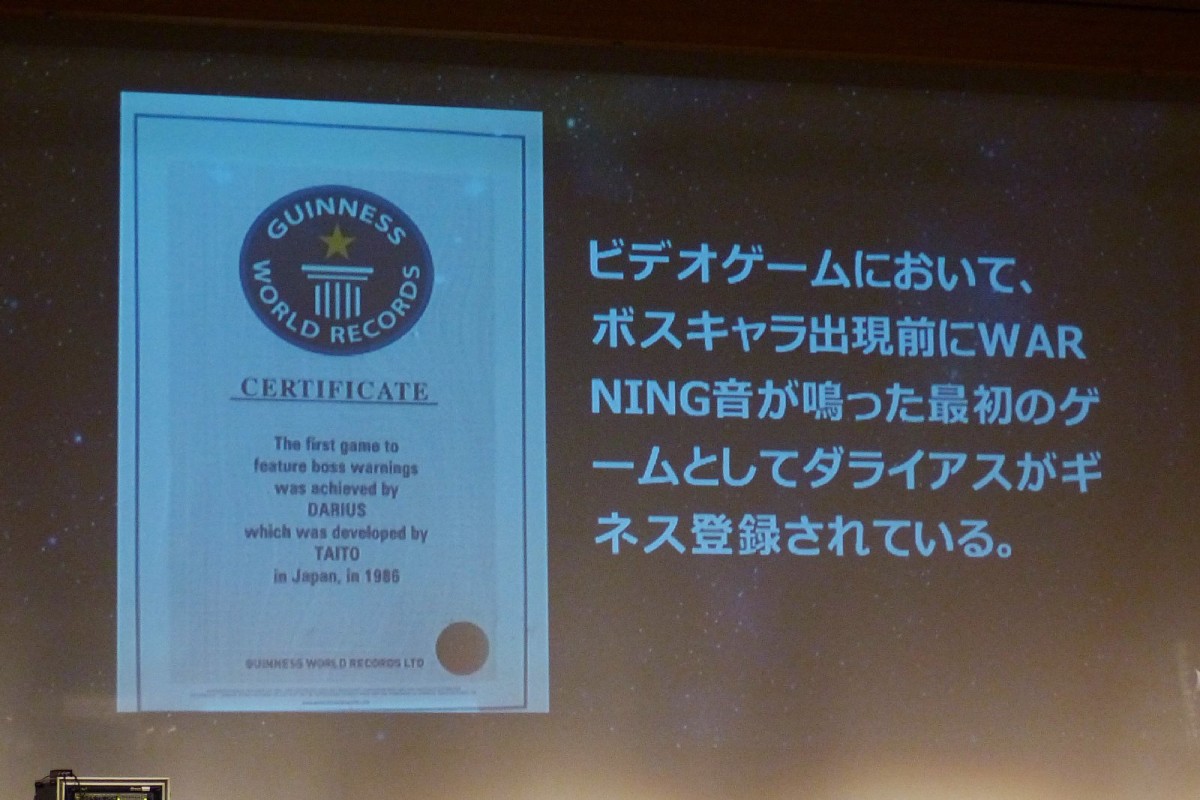 GUINNESS
WORLD RECORDS
CERTIFICATE
The first game to
feature boss warnings
was achieved by
DARIUS
which was developed by
TAITO
in Japan, in 1986
GUINNESS WORLD RECORDS LTD
ビデオゲームにおいて、
ボスキャラ出現前にWAR
NING音が鳴った最初のゲ
ームとしてダライアスがギ
ネス登録されている。